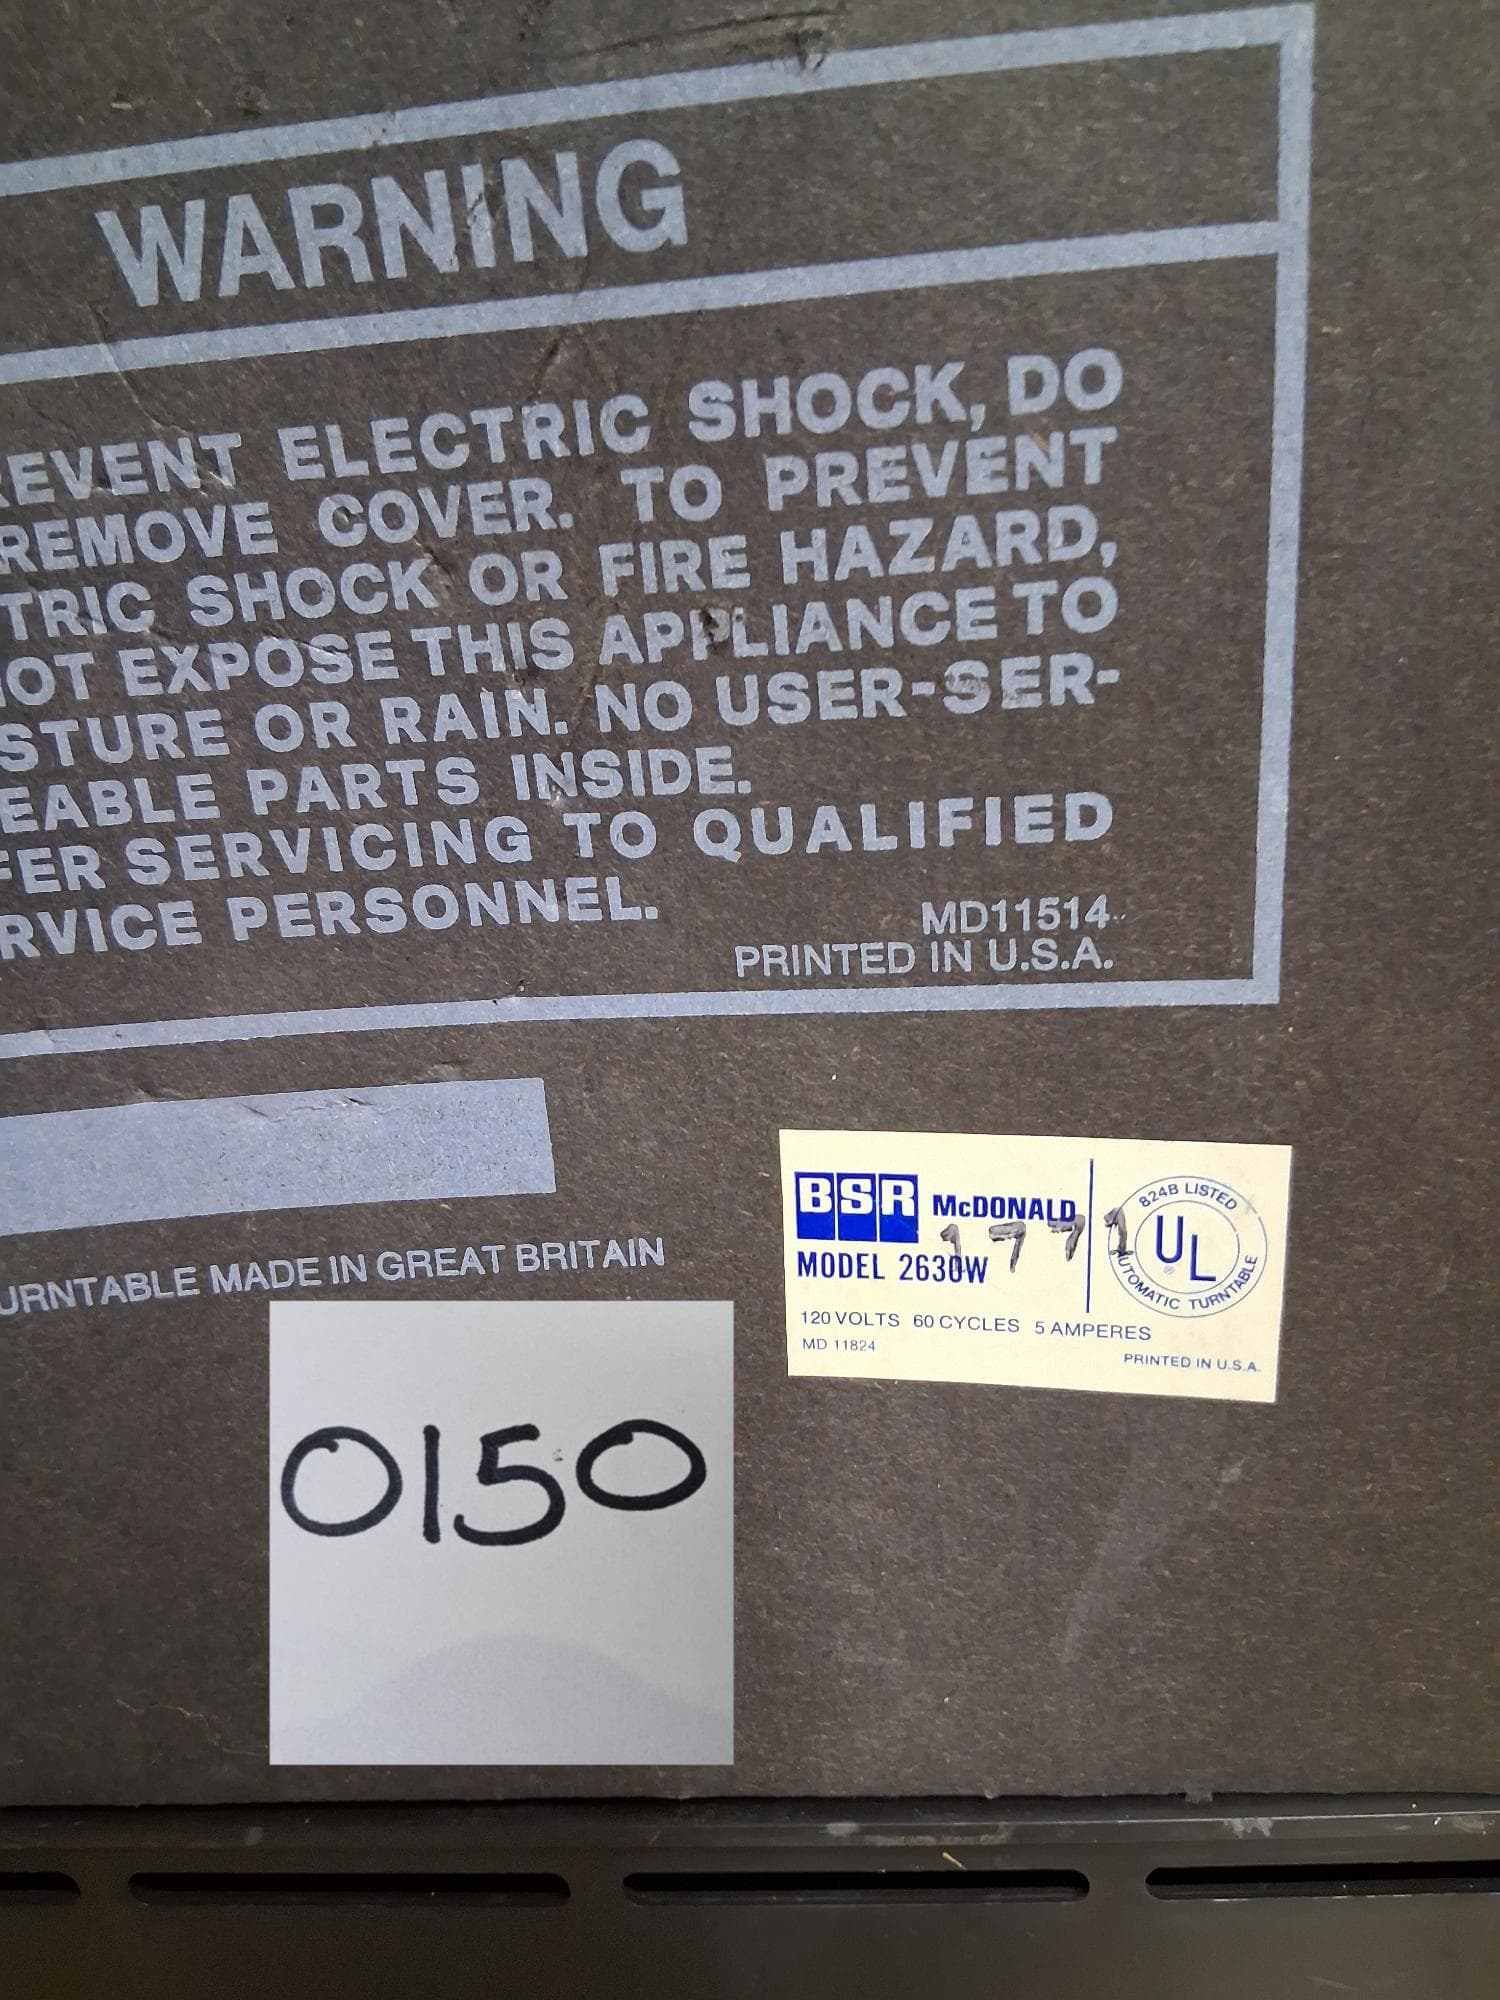 WARNING
REVENT ELECTRIC SHOCK, DO
REMOVE COVER. TO PREVENT
TRIC SHOCK OR FIRE HAZARD,
OT EXPOSE THIS APPLIANCE TO
STURE OR RAIN. NO USER-SER-
EABLE PARTS INSIDE.
FER SERVICING TO QUALIFIED
RVICE PERSONNEL.
MD11514
PRINTED IN U.S.A.
URNTABLE MADE IN GREAT BRITAIN
BSR McDONALD
1771
MODEL 2630W
824B LISTED
UL
®
AUTOMATIC TURNTABLE
120 VOLTS 60 CYCLES 5 AMPERES
MD 11824
PRINTED IN U.S.A.
0150